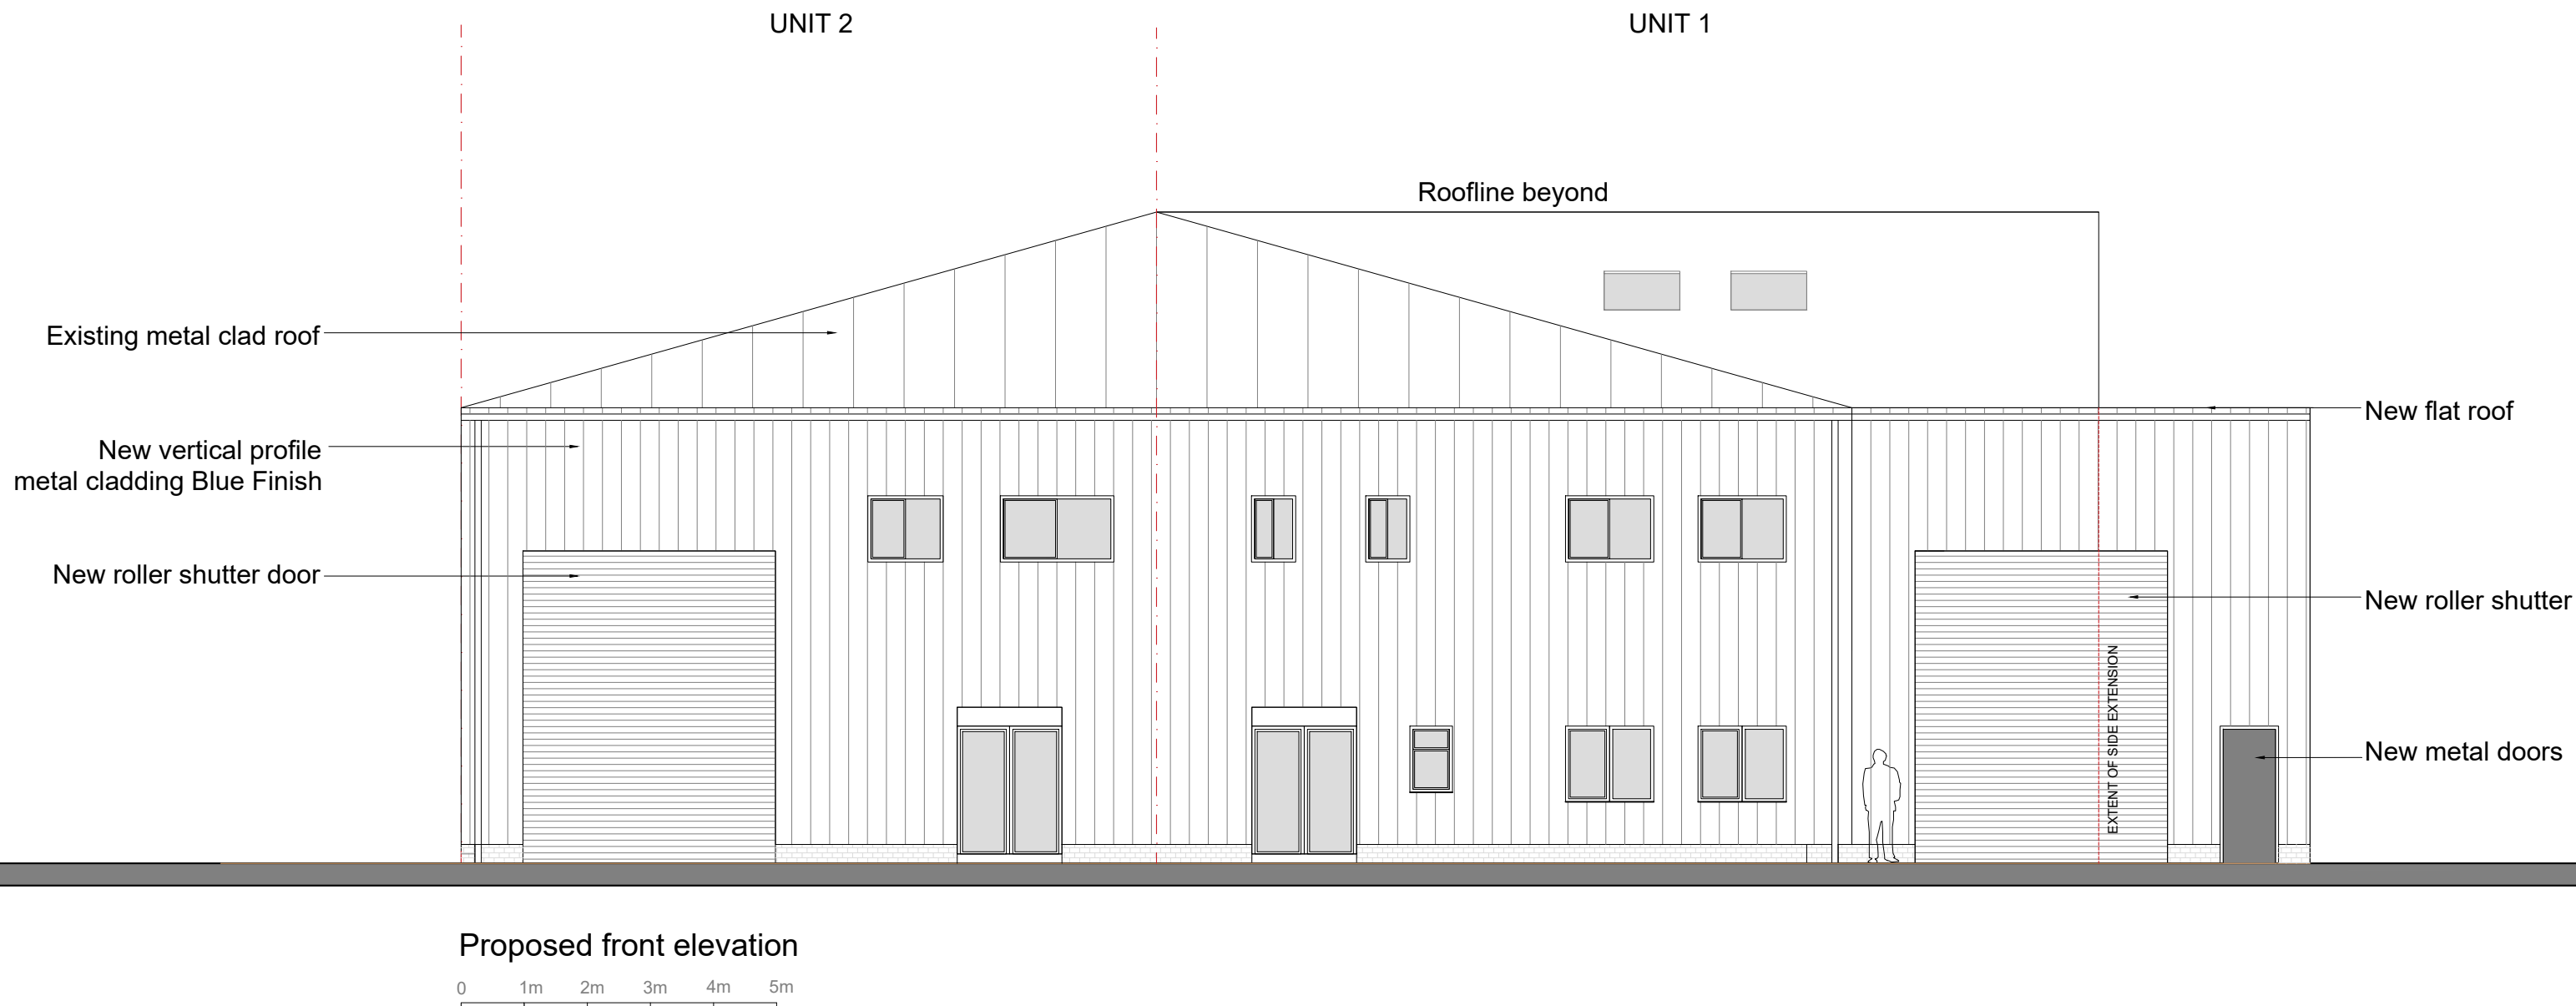 UNIT 2
UNIT 1
Roofline beyond
Existing metal clad roof
New flat roof
New vertical profile
metal cladding Blue Finish
New roller shutter door
New roller shutter
EXTENT OF SIDE EXTENSION
New metal doors
Proposed front elevation
0 1m 2m 3m 4m 5m